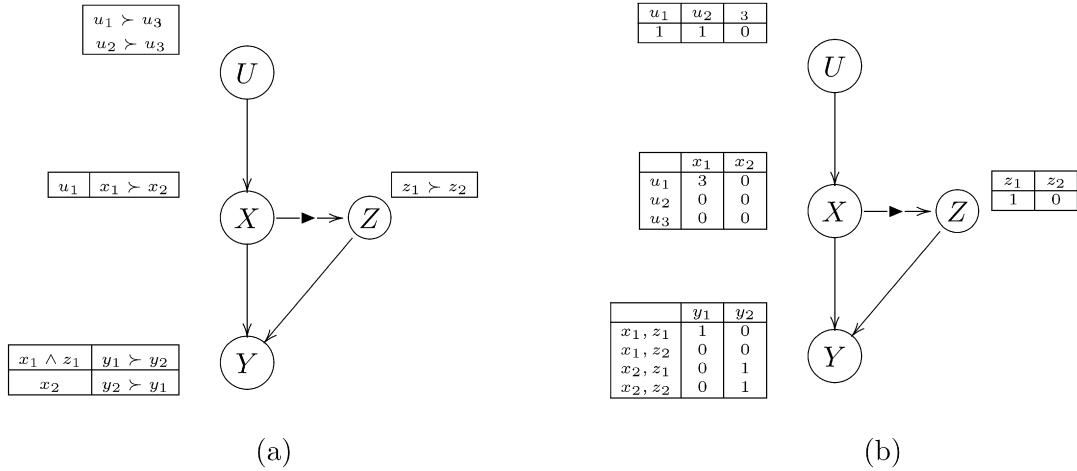 u₁ ≻ u₃
u₂ ≻ u₃
U
u₁ x₁ ≻ x₂
X
Z
z₁ ≻ z₂
x₁ ∧ z₁ y₁ ≻ y₂
x₂ y₂ ≻ y₁
Y
(a)
u₁ u₂ ₃
1 1 0
U
x₁ x₂
u₁ 3 0
u₂ 0 0
u₃ 0 0
X
Z
z₁ z₂
1 0
y₁ y₂
x₁, z₁ 1 0
x₁, z₂ 0 0
x₂, z₁ 0 1
x₂, z₂ 0 1
Y
(b)